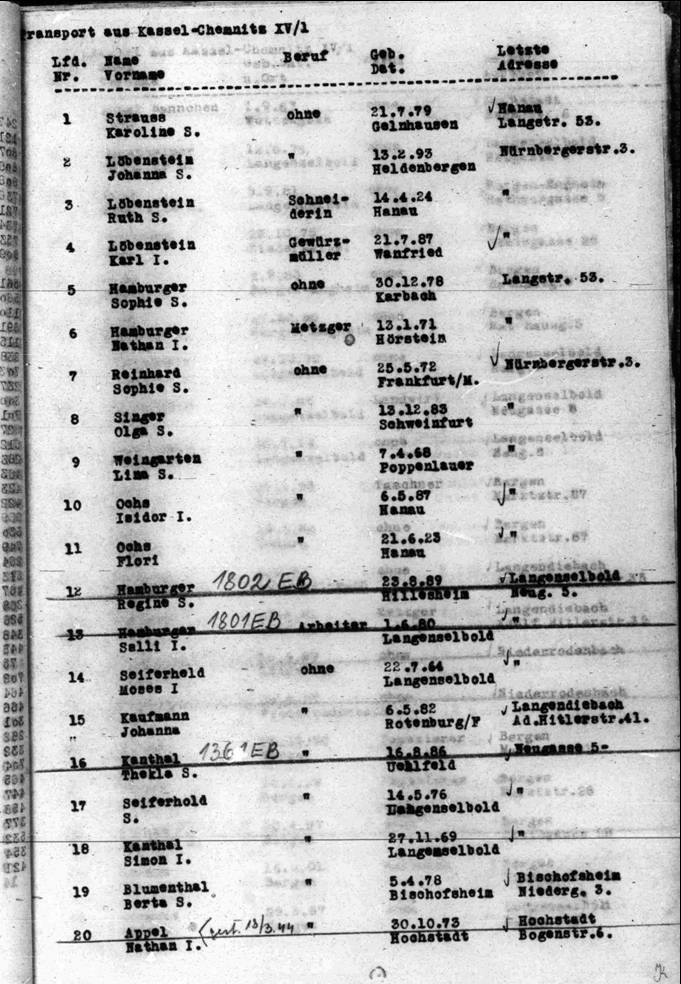 ransport aus Kassel-Chemnitz XV/1
Lfd. Name Beruf Geb. Letzte
Nr. Vorname Dat. Adresse
1 Strauss ohne 21.7.79 Hanau
Karoline S. Gelnhausen Langstr. 53.
2 Löbenstein " 13.2.93 Nürnbergerstr.3.
Johanna S. Heldenbergen
3 Löbenstein Schnei- 14.4.24 "
Ruth S. derin Hanau
4 Löbenstein Gewürz- 21.7.87 "
Karl I. müller Wanfried
5 Hamburger ohne 30.12.78 Langstr. 53.
Sophie S. Karbach
6 Hamburger Metzger 13.1.71 "
Nathan I. Hörstein
7 Reinhard ohne 25.5.72 Nürnbergerstr.3.
Sophie S. Frankfurt/M.
8 Singer " 13.12.83 "
Olga S. Schweinfurt
9 Weingarten " 7.4.68 "
Lina S. Poppenlauer
10 Ochs " 6.5.87 "
Isidor I. Hanau
11 Ochs " 21.6.23 "
Flori Hanau
12 Hamburger 1802 EB 23.8.89 Langenselbold
Regine S. Hillesheim Neug. 5.
13 Hamburger 1801 EB Arbeiter 1.6.80 "
Salli I. Langenselbold
14 Seiferheld ohne 22.7.64 "
Moses I Langenselbold
15 Kaufmann " 6.5.82 Langendiebach
" Johanna Rotenburg/F Ad.Hitlerstr.41.
16 Kanthal 1361 EB " 16.8.86 Neugasse 5-
Thekla S. Uehlfeld
17 Seiferhold " 14.5.76 "
S. Langenselbold
18 Kanthal " 27.11.69 "
Simon I. Langenselbold
19 Blumenthal " 5.4.78 Bischofsheim
Berta S. Bischofsheim Niederg. 3.
20 Appel (gest. 13/3.44 " 30.10.73 Hochstadt
Nathan I. Hochstadt Bogenstr.6.